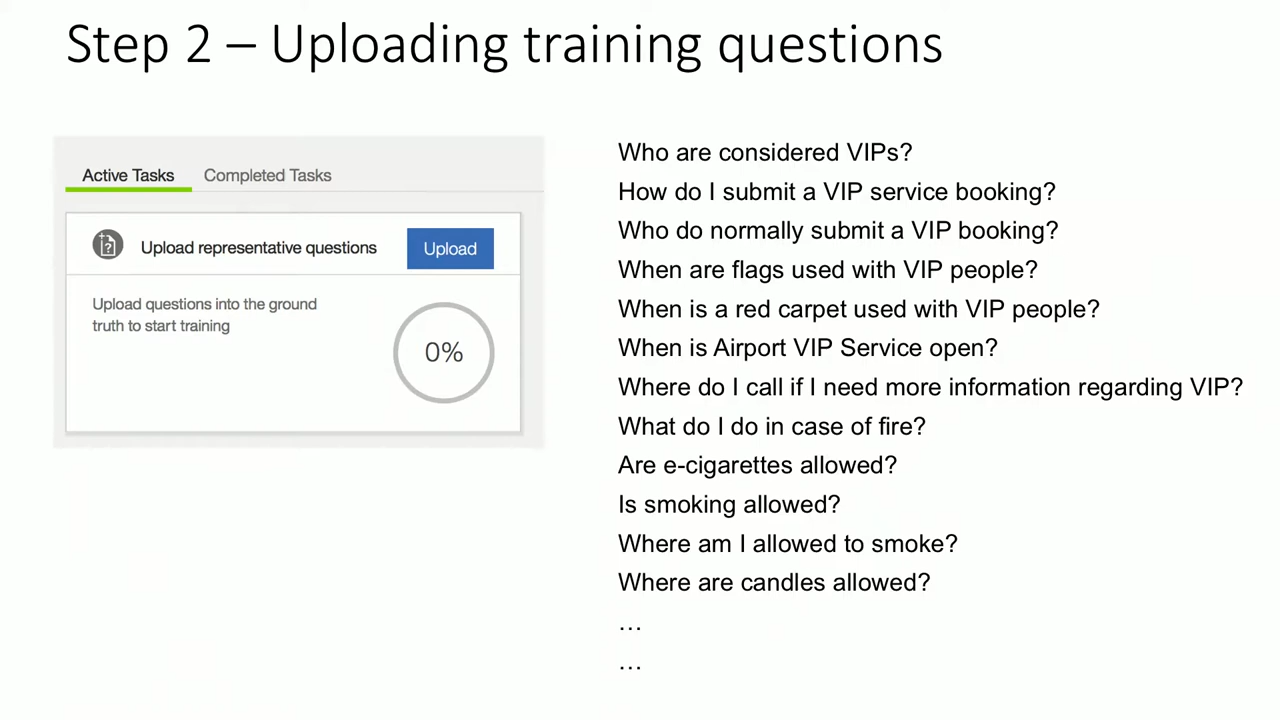 Step 2 – Uploading training questions
Active Tasks
Completed Tasks
Upload representative questions
Upload
Upload questions into the ground
truth to start training
0%
Who are considered VIPs?
How do I submit a VIP service booking?
Who do normally submit a VIP booking?
When are flags used with VIP people?
When is a red carpet used with VIP people?
When is Airport VIP Service open?
Where do I call if I need more information regarding VIP?
What do I do in case of fire?
Are e-cigarettes allowed?
Is smoking allowed?
Where am I allowed to smoke?
Where are candles allowed?
…
…